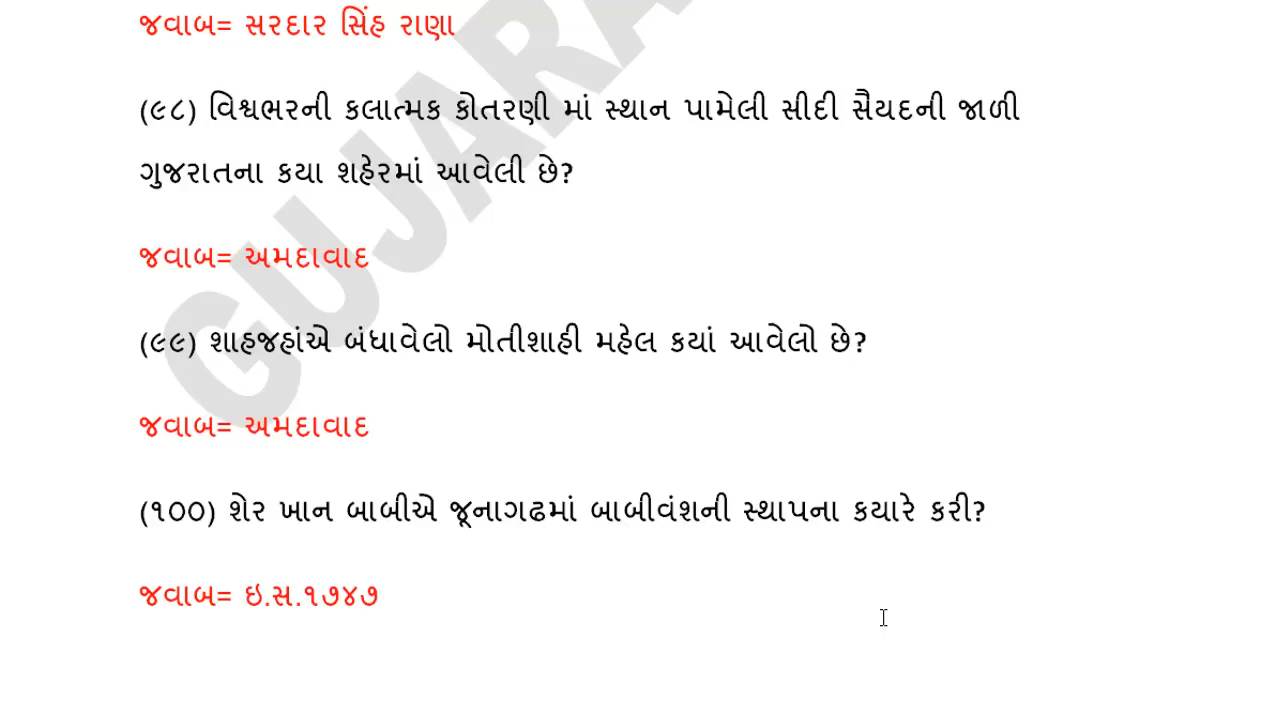 જવાબ= સરદાર સિંહ રાણા
(૯૮) વિશ્વભરની કલાત્મક કોતરણી માં સ્થાન પામેલી સીદી સૈયદની જાળી
ગુજરાતના કયા શહેરમાં આવેલી છે?
જવાબ= અમદાવાદ
(૯૯) શાહજહાંએ બંધાવેલો મોતીશાહી મહેલ કયાં આવેલો છે?
જવાબ= અમદાવાદ
(૧૦૦) શેર ખાન બાબીએ જૂનાગઢમાં બાબીવંશની સ્થાપના કયારે કરી?
જવાબ= ઇ.સ.૧૭૪૭
GUJARA